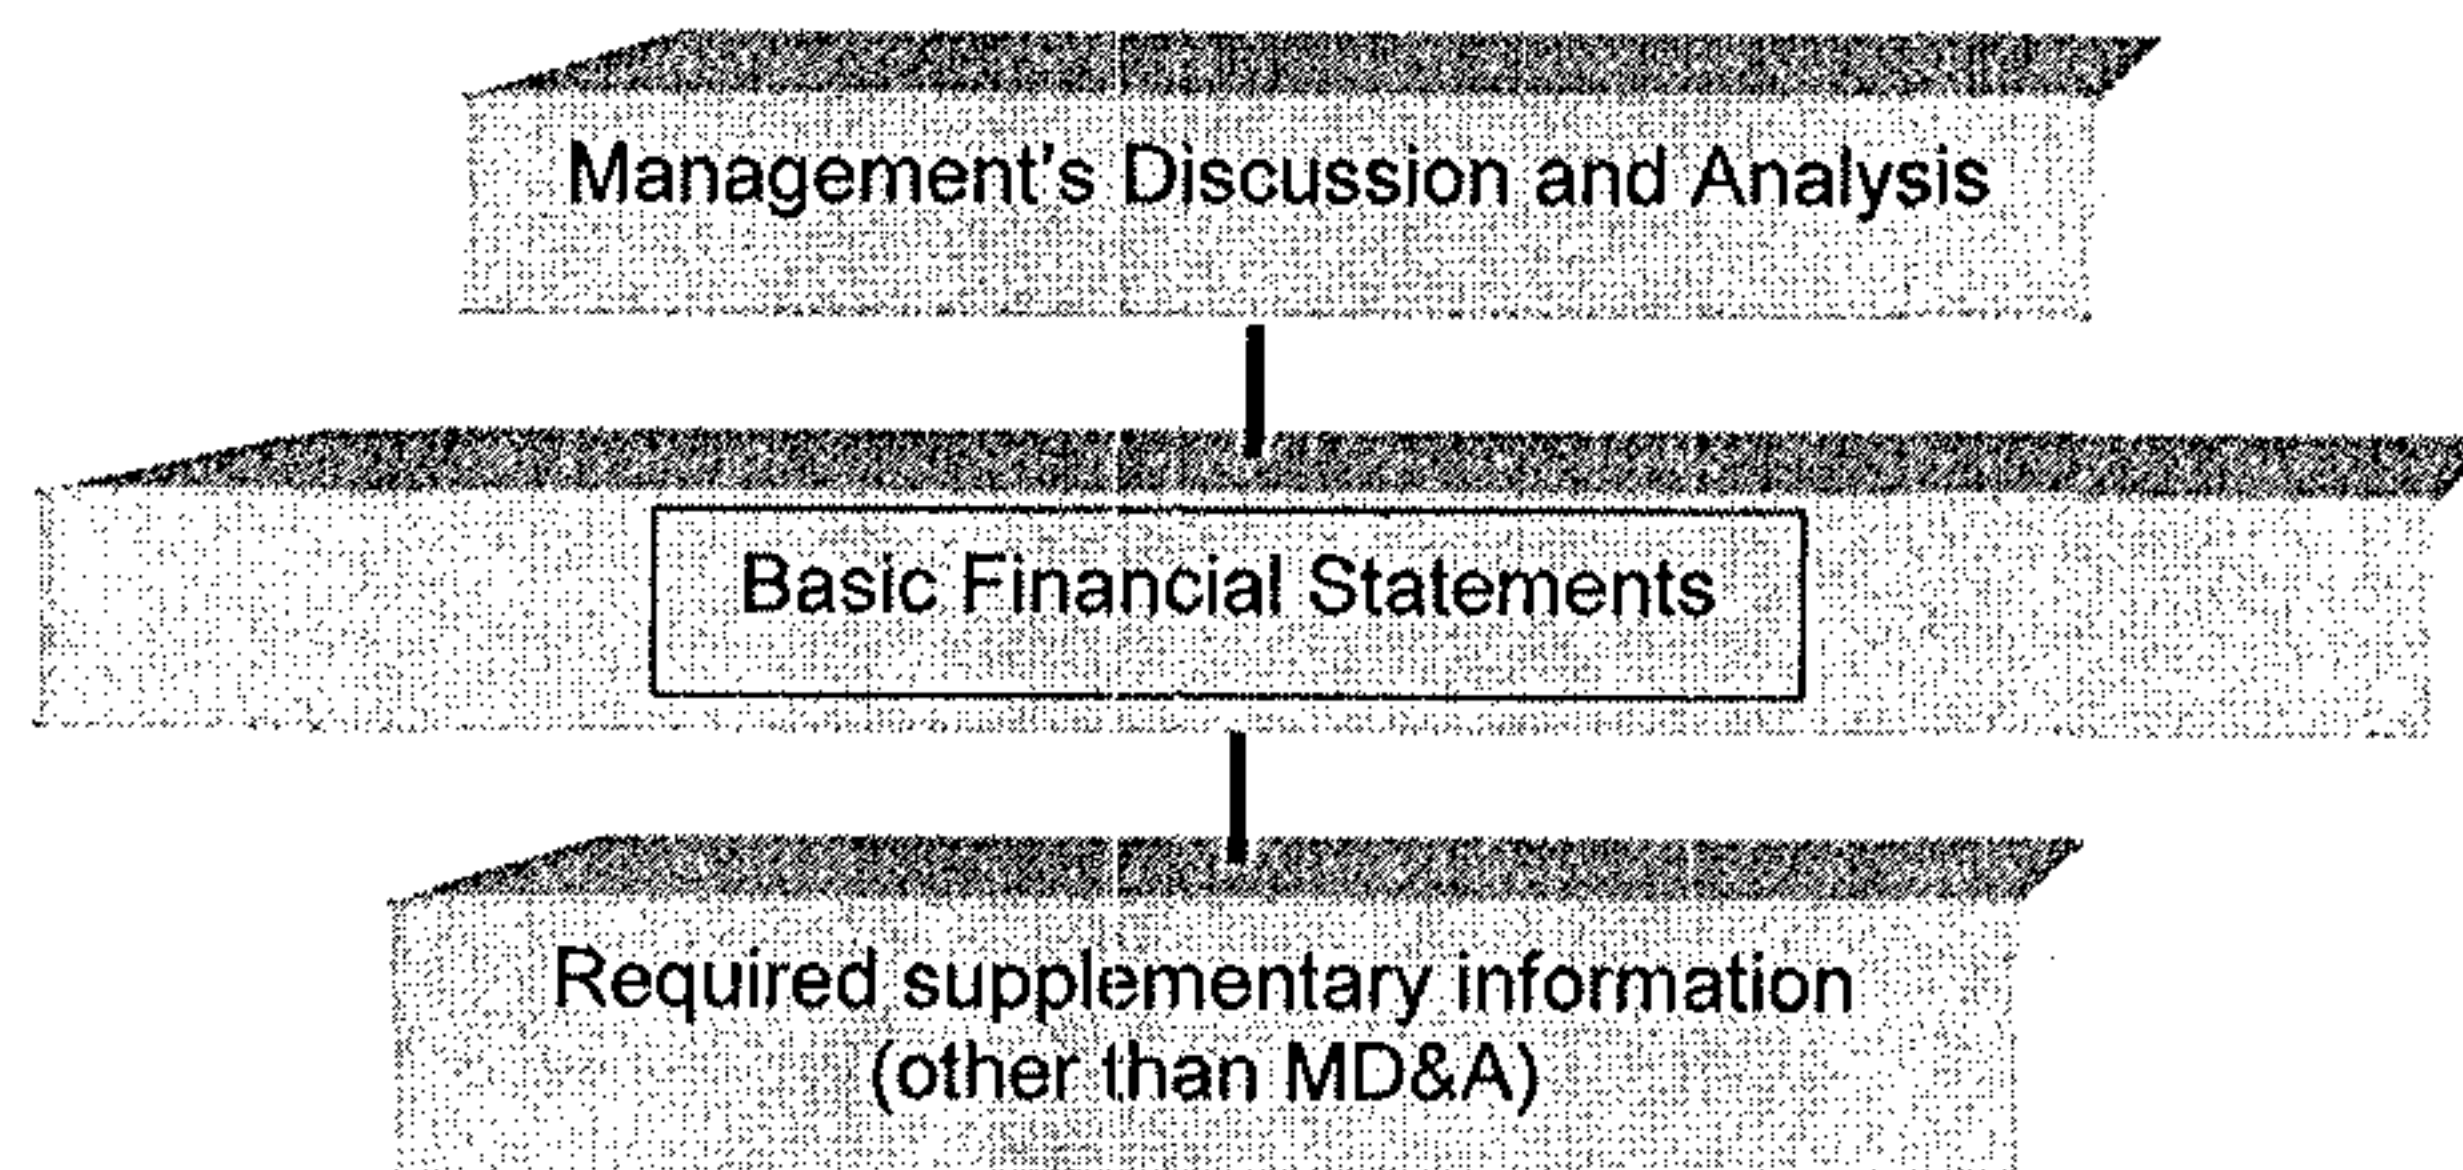 Management's Discussion and Analysis
Basic Financial Statements
Required supplementary information
(other than MD&A)